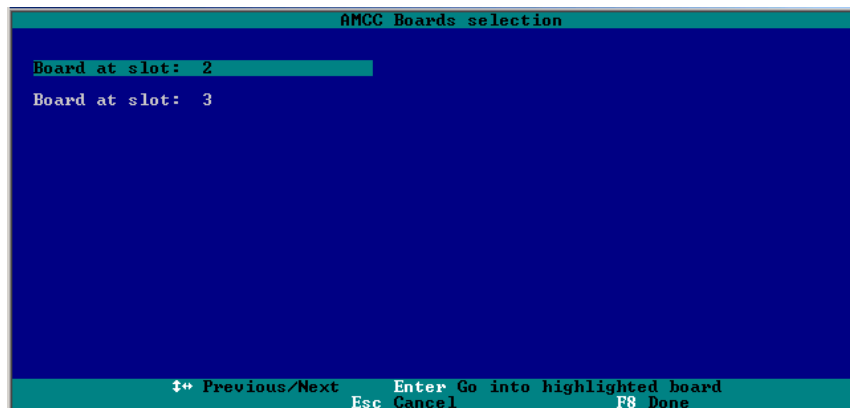 AMCC Boards selection
Board at slot: 2
Board at slot: 3
↕↔ Previous/Next Enter Go into highlighted board
Esc Cancel F8 Done